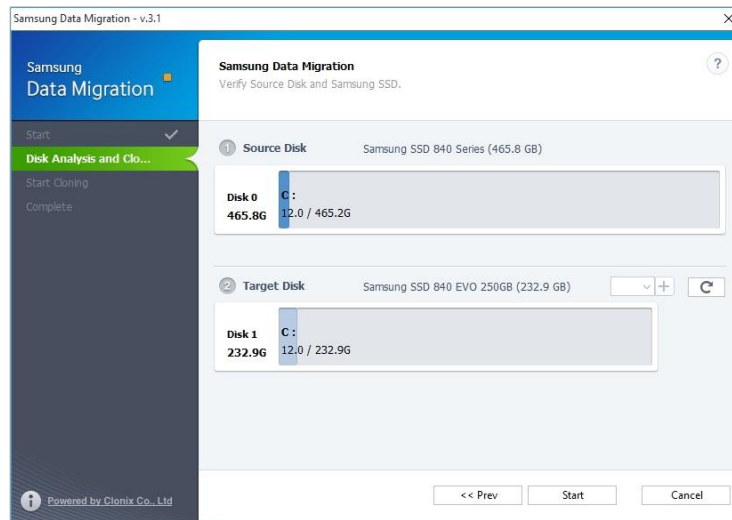 Samsung Data Migration - v.3.1
Samsung
Data Migration
Start
Disk Analysis and Clo...
Start Cloning
Complete
Powered by Clonix Co., Ltd
Samsung Data Migration
Verify Source Disk and Samsung SSD.
?
1 Source Disk Samsung SSD 840 Series (465.8 GB)
Disk 0
465.8G
C :
12.0 / 465.2G
2 Target Disk Samsung SSD 840 EVO 250GB (232.9 GB)
Disk 1
232.9G
C :
12.0 / 232.9G
<< Prev Start Cancel